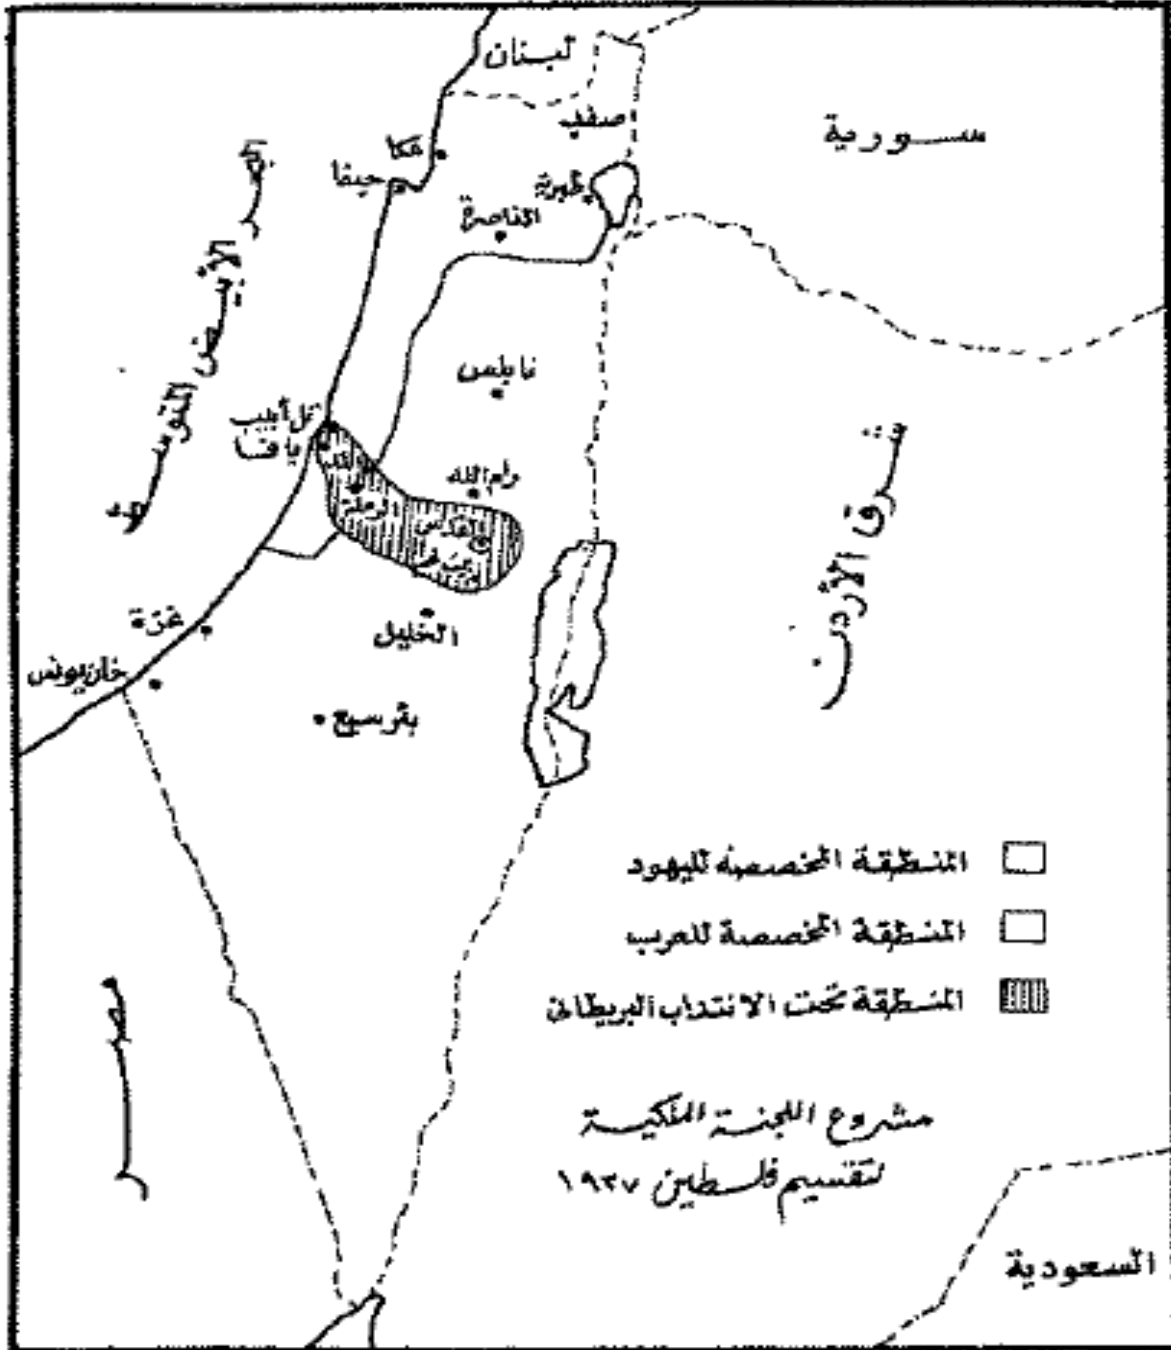 لبنان
سورية
صفد
عكا
حيفا
طبرية
الناصرة
البحر الأبيض المتوسط
نابلس
تل أبيب
يافا
اللد
رام الله
الرملة
القدس
شرق الأردن
غزة
الخليل
خان يونس
بئر سبع
المنطقة المخصصة لليهود
المنطقة المخصصة للعرب
المنطقة تحت الانتداب البريطاني
مصر
مشروع اللجنة الملكية
لتقسيم فلسطين ١٩٣٧
السعودية